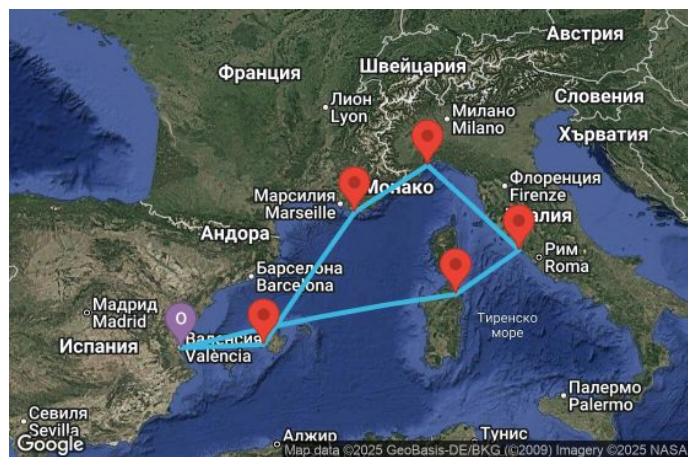 Австрия
Швейцария
Франция
Словения
Лион
Lyon
Милано
Milano
Хърватия
Флоренция
Firenze
Монако
Марсилия
Marseille
Андора
Рим
Roma
Барселона
Barcelona
Мадрид
Madrid
O
Тиренско
море
Валенсия
València
Испания
Палермо
Palermo
Севиля
Sevilla
Google
Алжир
Тунис
Map data ©2025 GeoBasis-DE/BKG (©2009) Imagery ©2025 NASA